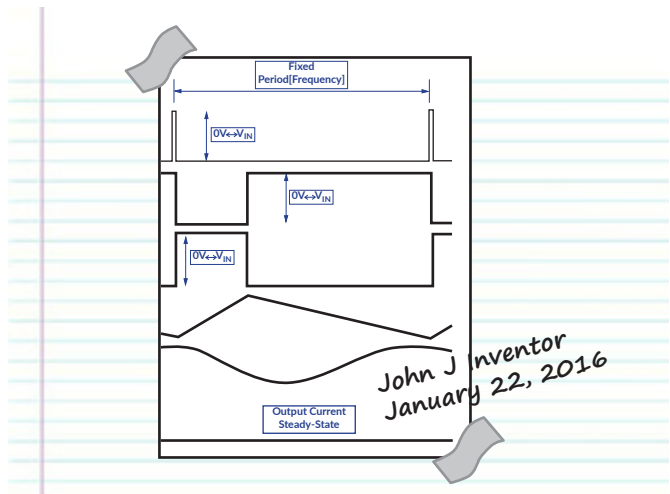 Fixed
Period[Frequency]
0V↔VIN
0V↔VIN
0V↔VIN
John J Inventor
January 22, 2016
Output Current
Steady-State